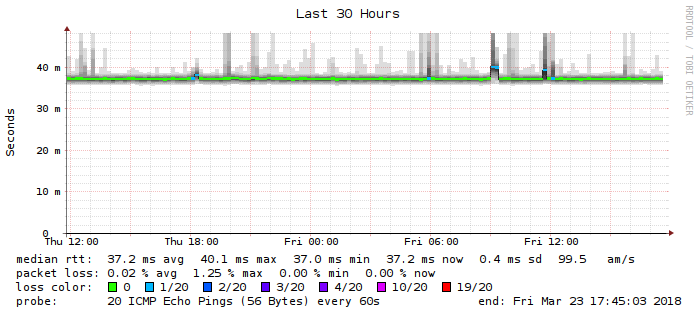 Last 30 Hours
RRDTOOL / TOBI OETIKER
Seconds
40 m
30 m
20 m
10 m
0
Thu 12:00 Thu 18:00 Fri 00:00 Fri 06:00 Fri 12:00
median rtt: 37.2 ms avg 40.1 ms max 37.0 ms min 37.2 ms now 0.4 ms sd 99.5 am/s
packet loss: 0.02 % avg 1.25 % max 0.00 % min 0.00 % now
loss color: 0 1/20 2/20 3/20 4/20 10/20 19/20
probe: 20 ICMP Echo Pings (56 Bytes) every 60s end: Fri Mar 23 17:45:03 2018